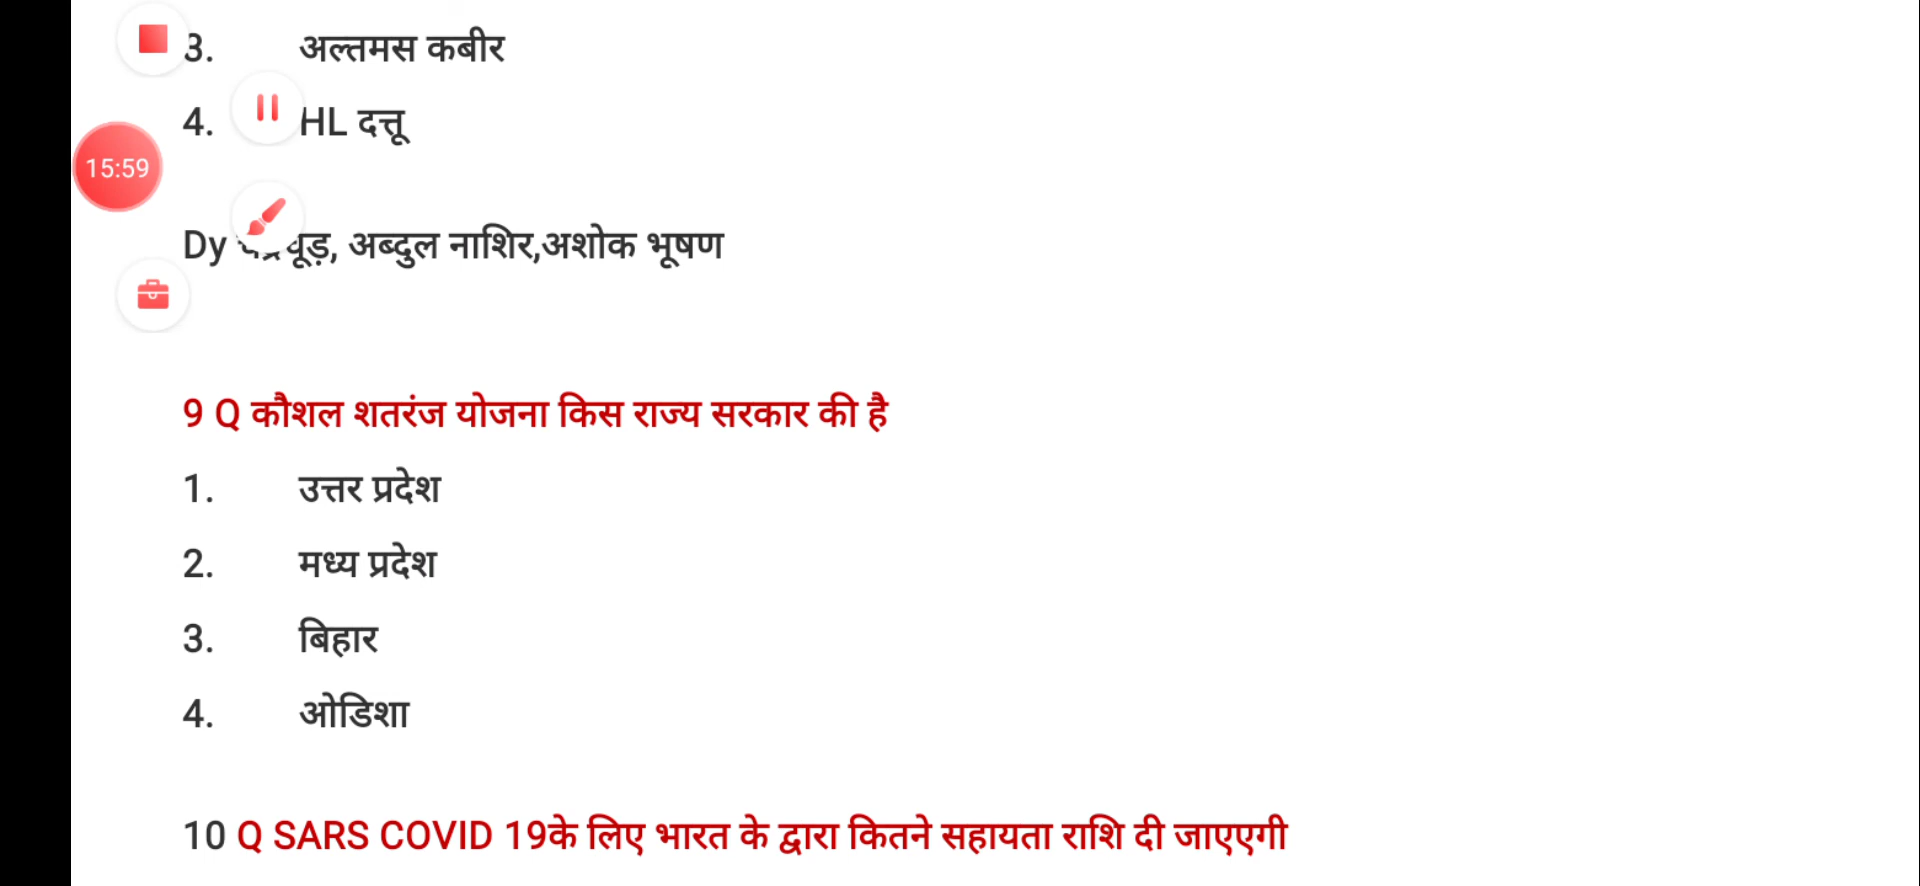 3. अल्तमस कबीर
4. HL दत्तू
15:59
Dy अब्दुल नाशिर,अशोक भूषण
9 Q कौशल शतरंज योजना किस राज्य सरकार की है
1. उत्तर प्रदेश
2. मध्य प्रदेश
3. बिहार
4. ओडिशा
10 Q SARS COVID 19के लिए भारत के द्वारा कितने सहायता राशि दी जाएएगी